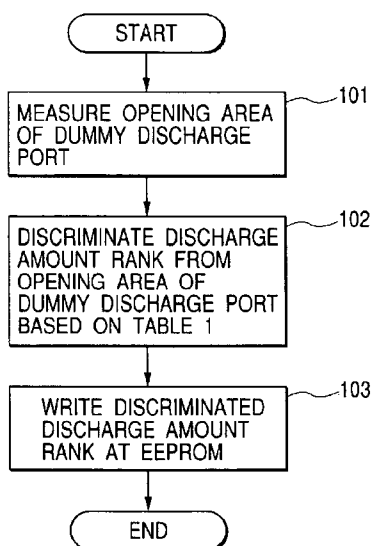 START
MEASURE OPENING AREA
OF DUMMY DISCHARGE
PORT
101
DISCRIMINATE DISCHARGE
AMOUNT RANK FROM
OPENING AREA OF
DUMMY DISCHARGE PORT
BASED ON TABLE 1
102
WRITE DISCRIMINATED
DISCHARGE AMOUNT
RANK AT EEPROM
103
END